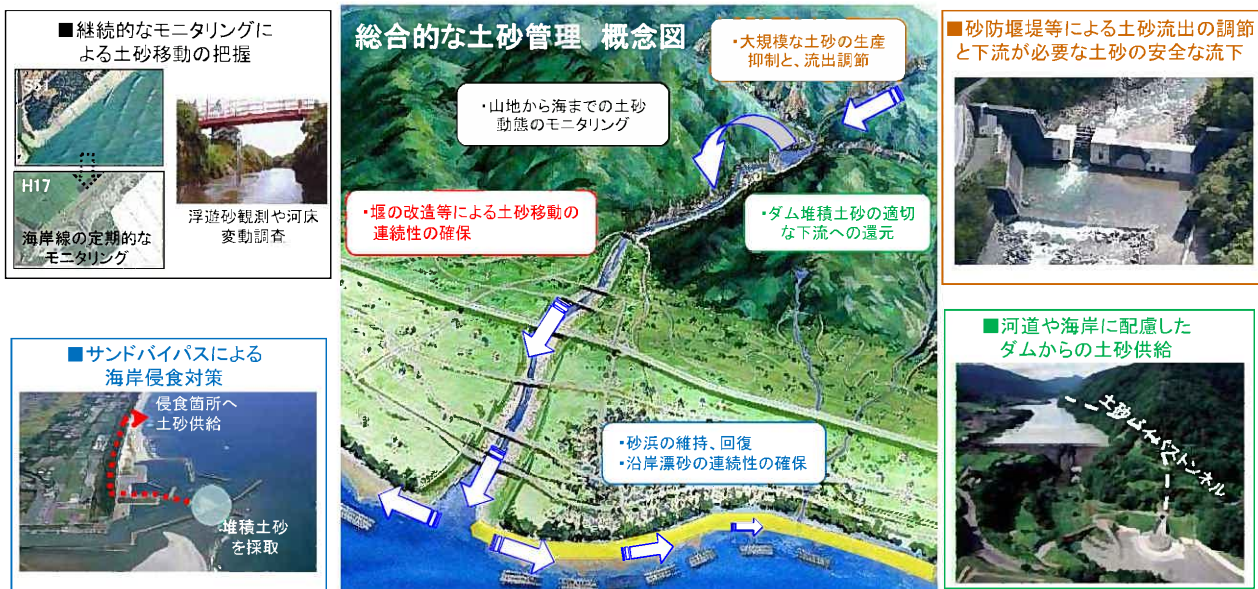 ■継続的なモニタリングに
よる土砂移動の把握
S51
H17
海岸線の定期的な
モニタリング
浮遊砂観測や河床
変動調査
■サンドバイパスによる
海岸侵食対策
侵食箇所へ
土砂供給
堆積土砂
を採取
総合的な土砂管理 概念図
・大規模な土砂の生産
抑制と、流出調節
・山地から海までの土砂
動態のモニタリング
・堰の改造等による土砂移動の
連続性の確保
・ダム堆積土砂の適切
な下流への還元
・砂浜の維持、回復
・沿岸漂砂の連続性の確保
■砂防堰堤等による土砂流出の調節
と下流が必要な土砂の安全な流下
■河道や海岸に配慮した
ダムからの土砂供給
土砂バイパストンネル